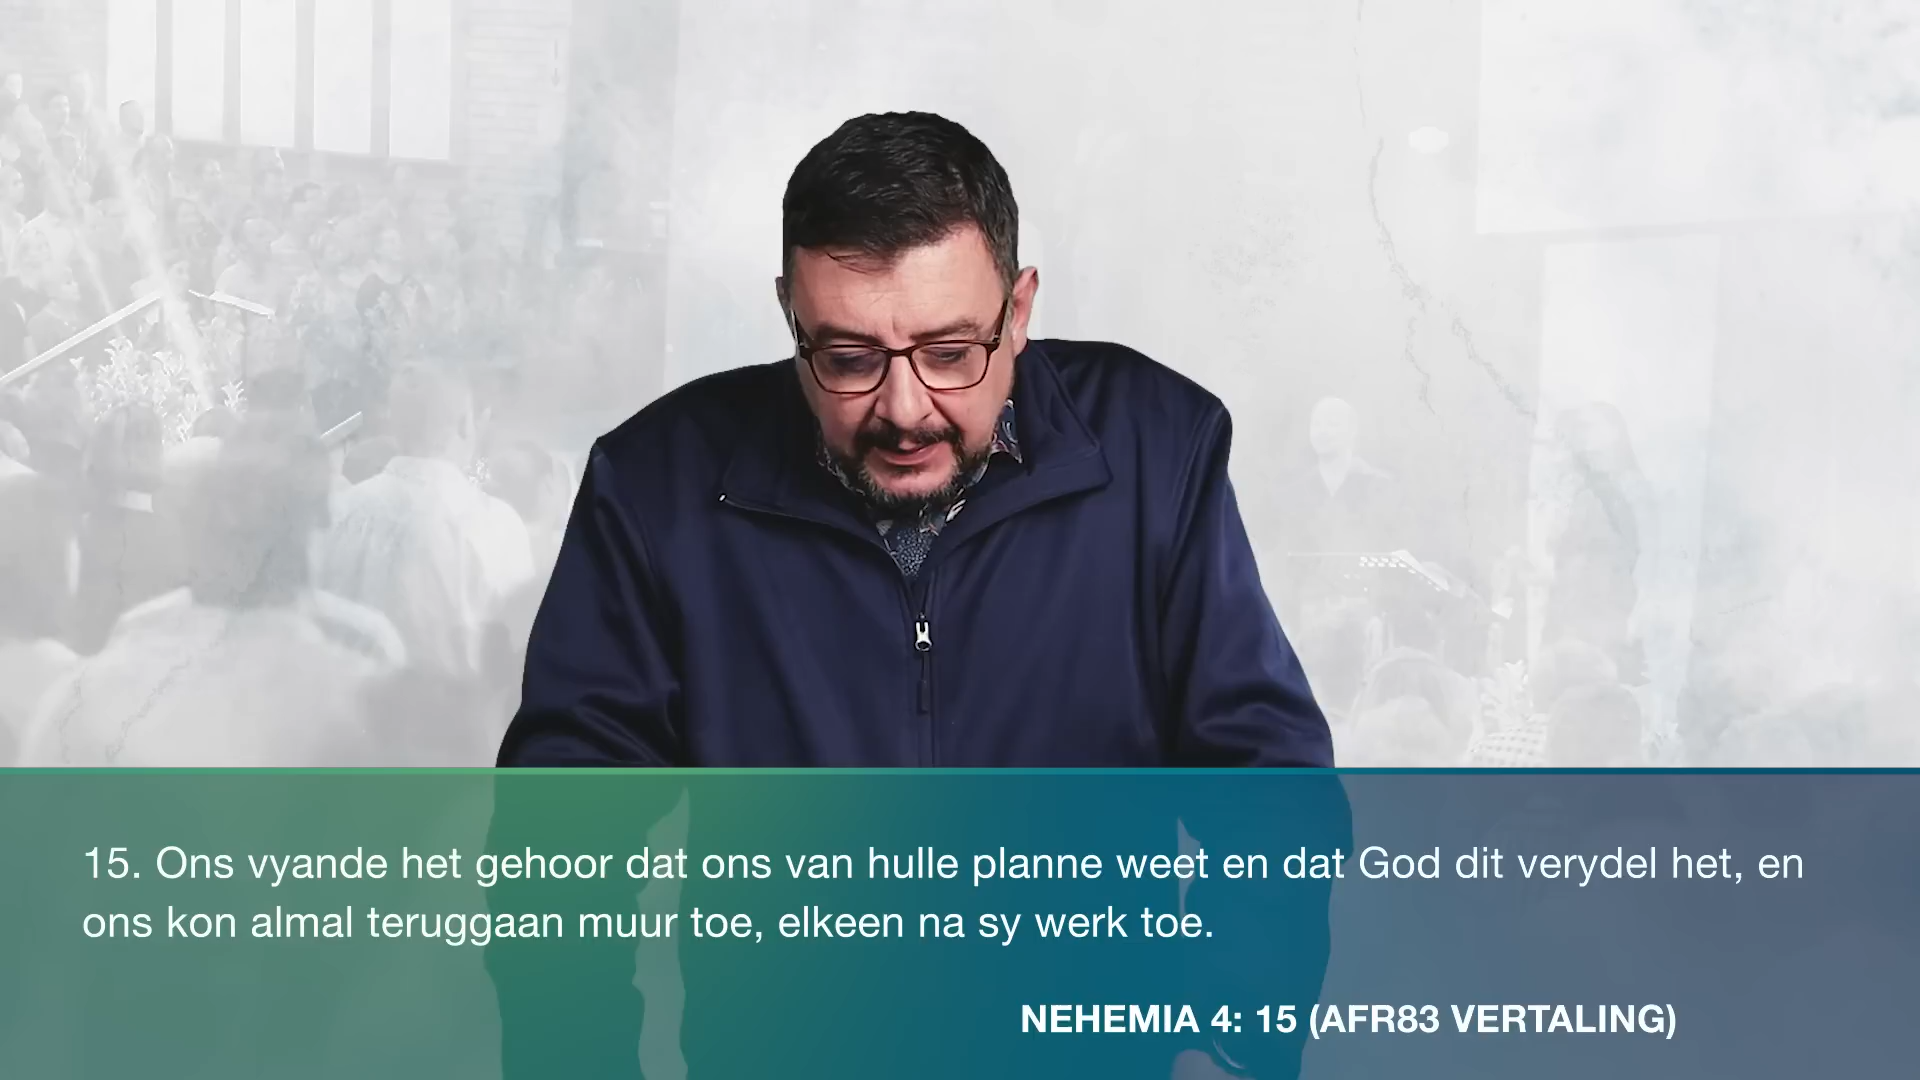 15. Ons vyande het gehoor dat ons van hulle planne weet en dat God dit verydel het, en
ons kon almal teruggaan muur toe, elkeen na sy werk toe.
NEHEMIA 4: 15 (AFR83 VERTALING)